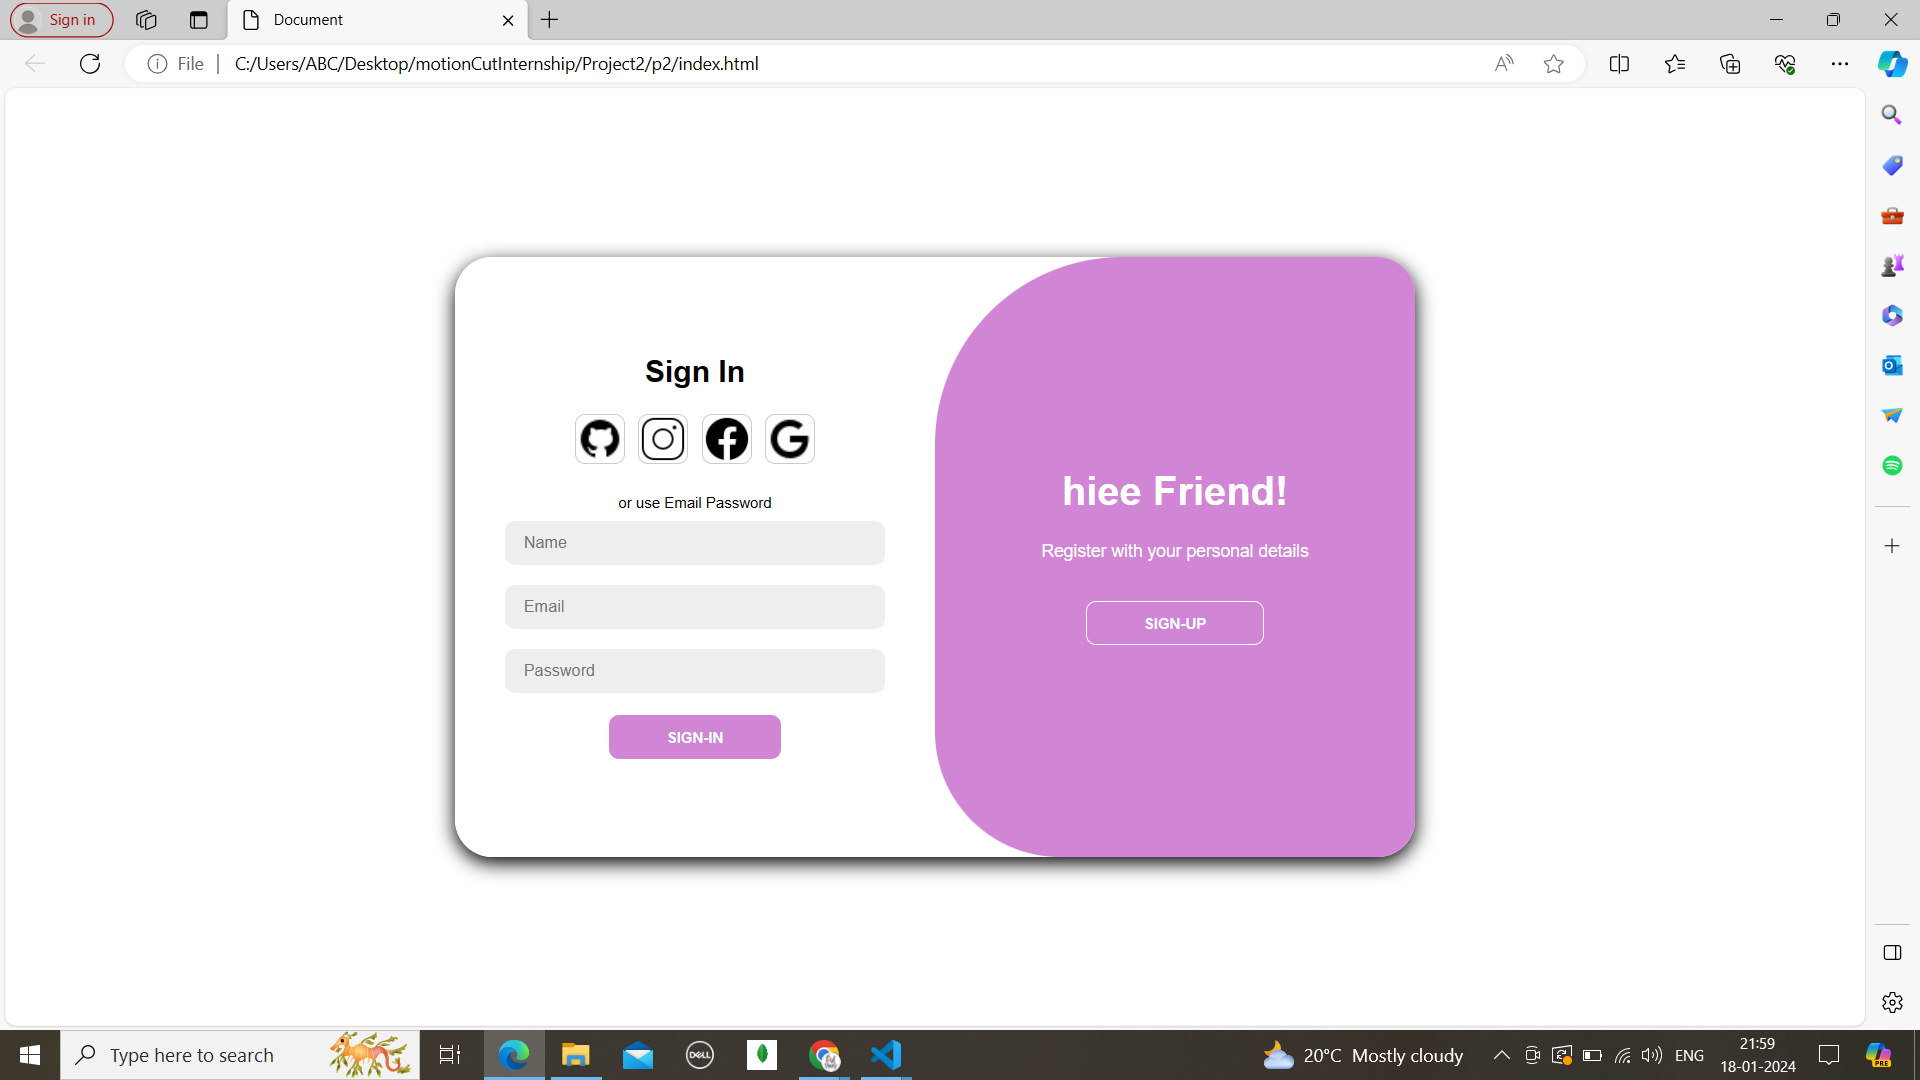 Sign in
Document
File
C:/Users/ABC/Desktop/motionCutInternship/Project2/p2/index.html
Sign In
or use Email Password
Name
Email
Password
SIGN-IN
hiee Friend!
Register with your personal details
SIGN-UP
Type here to search
DELL
20°C Mostly cloudy
ENG
21:59
18-01-2024
PRE